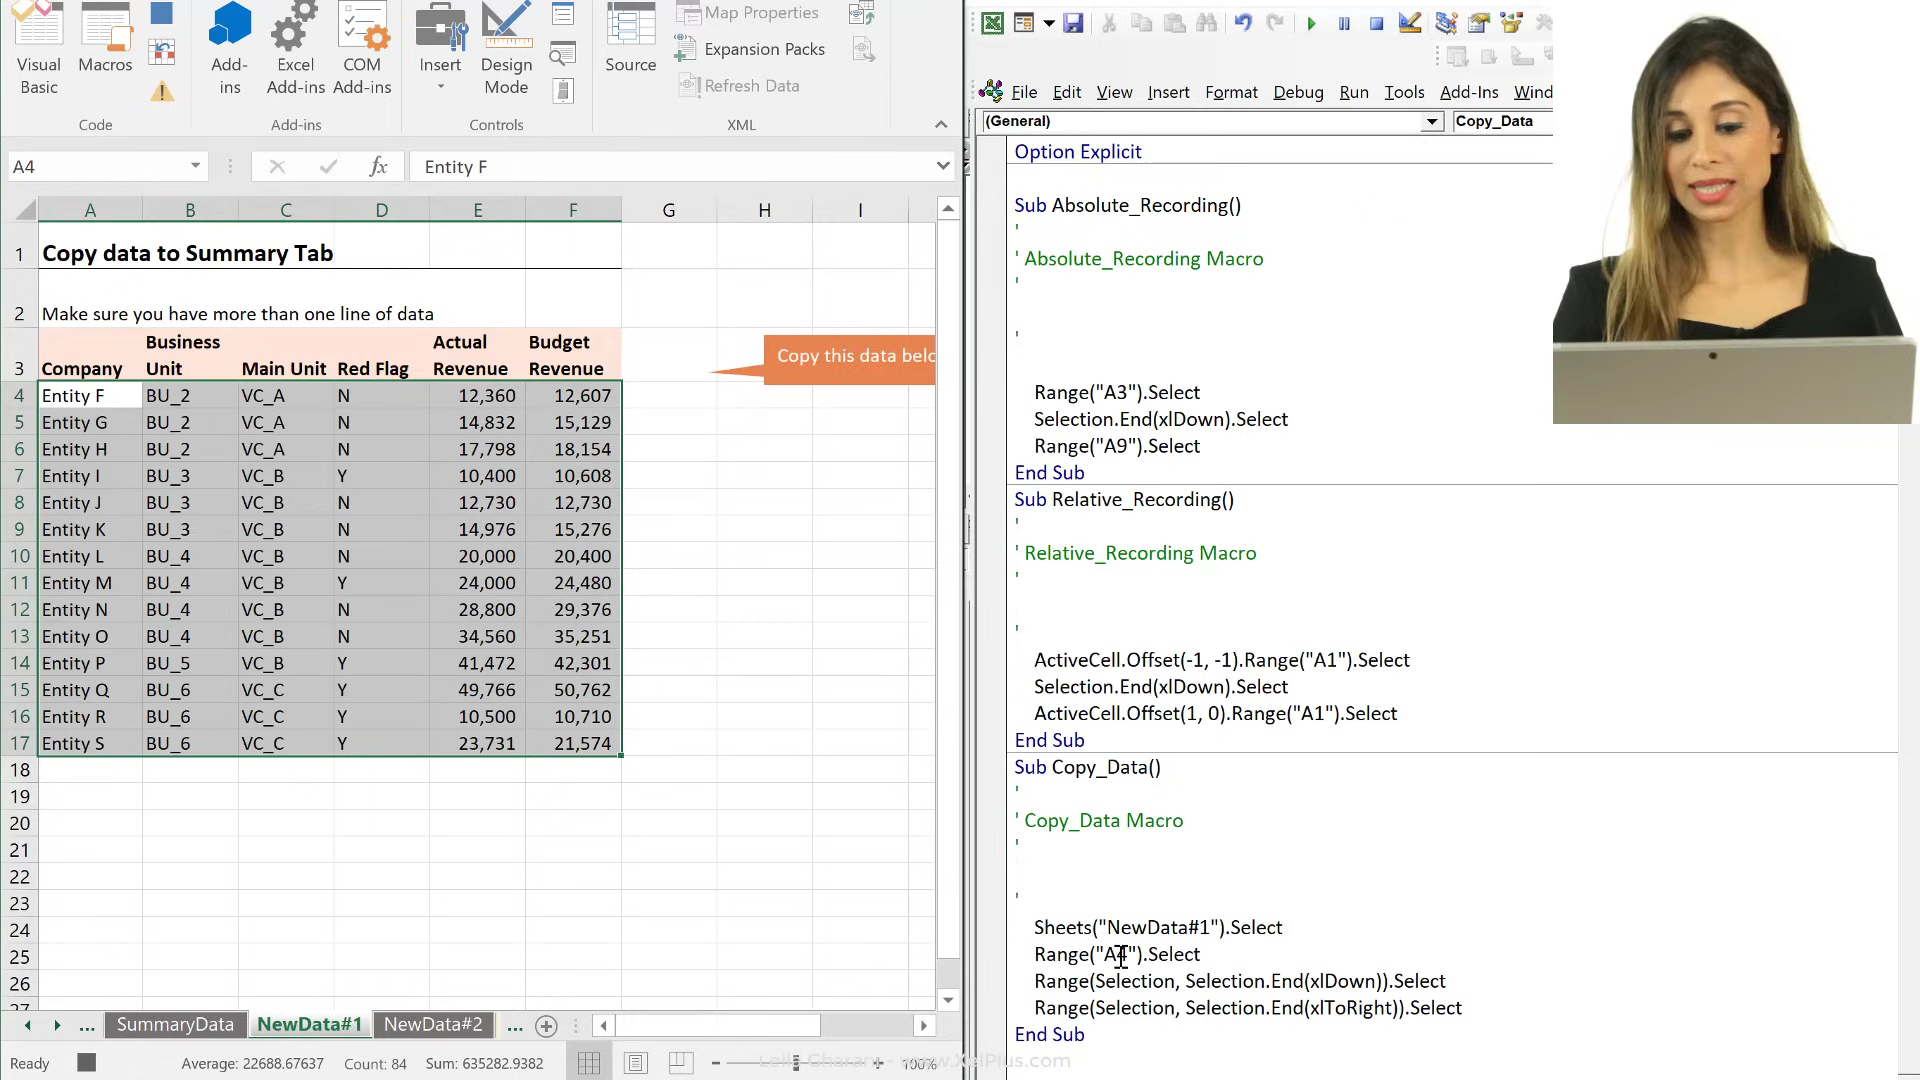 Visual Basic
Macros
Add-ins
Excel Add-ins
COM Add-ins
Insert
Design Mode
Source
Map Properties
Expansion Packs
Refresh Data
Code
Add-ins
Controls
XML
A4
fx
Entity F
A B C D E F G H I
1 Copy data to Summary Tab
2 Make sure you have more than one line of data
3 Company Business Unit Main Unit Red Flag Actual Revenue Budget Revenue
Copy this data belo
4 Entity F BU_2 VC_A N 12,360 12,607
5 Entity G BU_2 VC_A N 14,832 15,129
6 Entity H BU_2 VC_A N 17,798 18,154
7 Entity I BU_3 VC_B Y 10,400 10,608
8 Entity J BU_3 VC_B N 12,730 12,730
9 Entity K BU_3 VC_B N 14,976 15,276
10 Entity L BU_4 VC_B N 20,000 20,400
11 Entity M BU_4 VC_B Y 24,000 24,480
12 Entity N BU_4 VC_B N 28,800 29,376
13 Entity O BU_4 VC_B N 34,560 35,251
14 Entity P BU_5 VC_B Y 41,472 42,301
15 Entity Q BU_6 VC_C Y 49,766 50,762
16 Entity R BU_6 VC_C Y 10,500 10,710
17 Entity S BU_6 VC_C Y 23,731 21,574
18
19
20
21
22
23
24
25
26
27
... SummaryData NewData#1 NewData#2 ...
Ready Average: 22688.67637 Count: 84 Sum: 635282.9382 100%
Leila Gharani - www.XelPlus.com
File Edit View Insert Format Debug Run Tools Add-Ins Wind
(General) Copy_Data
Option Explicit
Sub Absolute_Recording()
'
' Absolute_Recording Macro
'
'
Range("A3").Select
Selection.End(xlDown).Select
Range("A9").Select
End Sub
Sub Relative_Recording()
'
' Relative_Recording Macro
'
'
ActiveCell.Offset(-1, -1).Range("A1").Select
Selection.End(xlDown).Select
ActiveCell.Offset(1, 0).Range("A1").Select
End Sub
Sub Copy_Data()
'
' Copy_Data Macro
'
'
Sheets("NewData#1").Select
Range("A4").Select
Range(Selection, Selection.End(xlDown)).Select
Range(Selection, Selection.End(xlToRight)).Select
End Sub